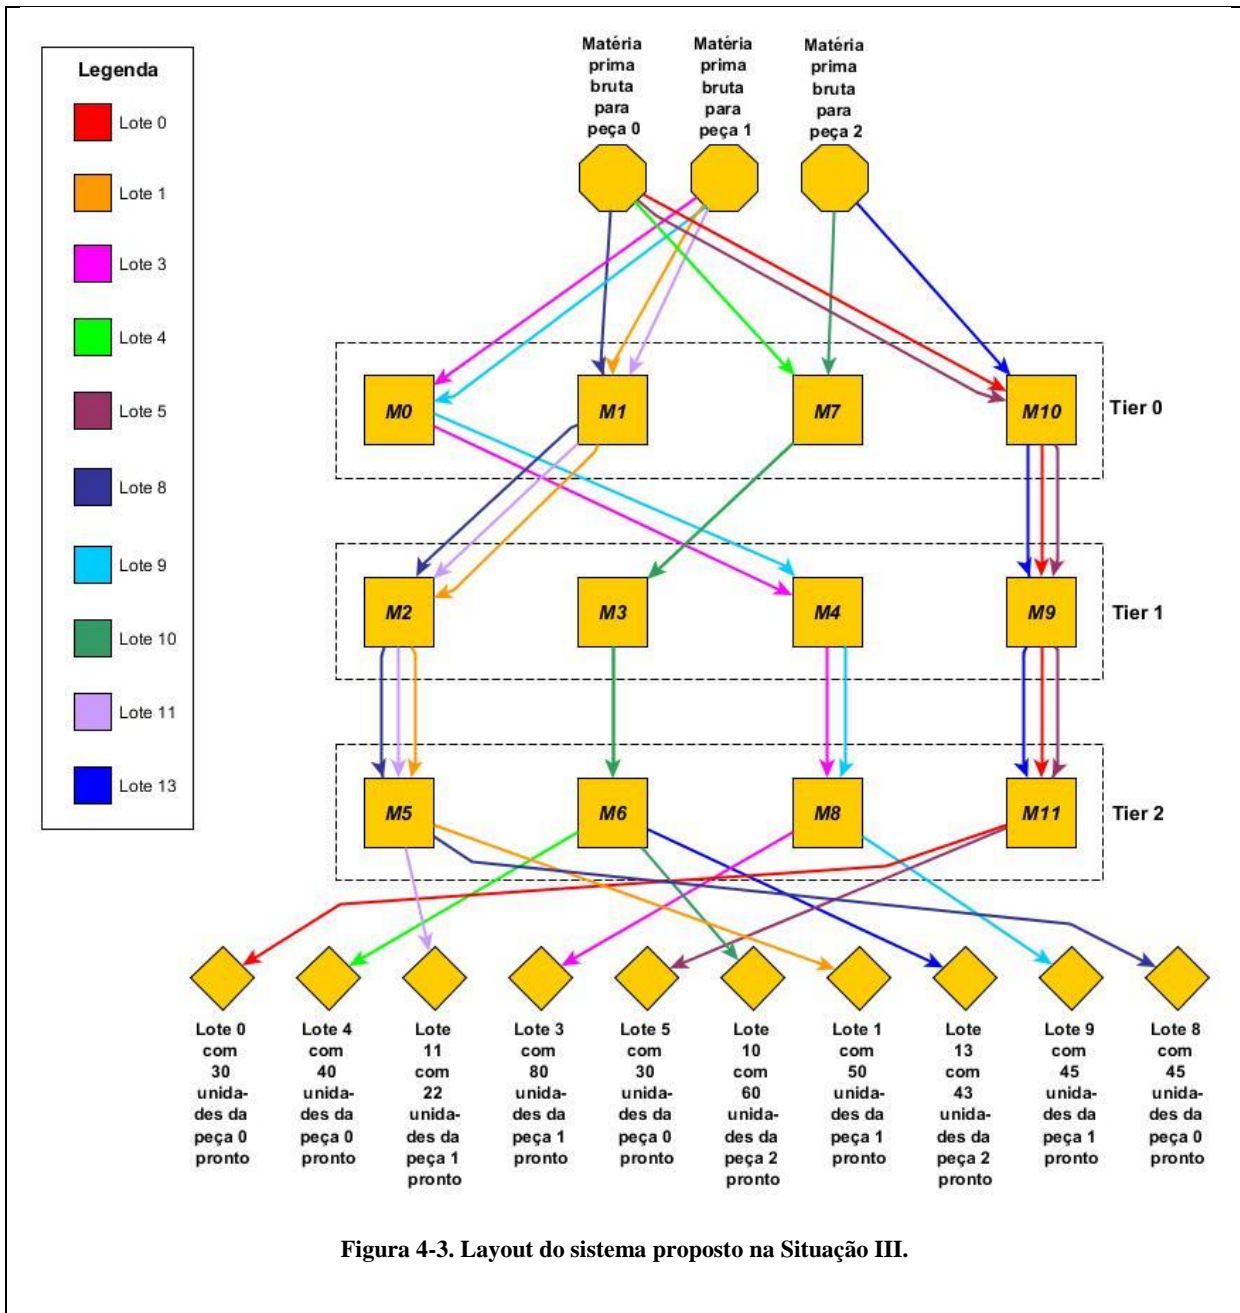 Legenda
Lote 0
Lote 1
Lote 3
Lote 4
Lote 5
Lote 8
Lote 9
Lote 10
Lote 11
Lote 13
Matéria
prima
bruta
para
peça 0
Matéria
prima
bruta
para
peça 1
Matéria
prima
bruta
para
peça 2
M0
M1
M7
M10
Tier 0
M2
M3
M4
M9
Tier 1
M5
M6
M8
M11
Tier 2
Lote 0
com
30
unida-
des da
peça 0
pronto
Lote 4
com
40
unida-
des da
peça 0
pronto
Lote
11
com
22
unida-
des da
peça 1
pronto
Lote 3
com
80
unida-
des da
peça 1
pronto
Lote 5
com
30
unida-
des da
peça 0
pronto
Lote
10
com
60
unida-
des da
peça 2
pronto
Lote 1
com
50
unida-
des da
peça 1
pronto
Lote
13
com
43
unida-
des da
peça 2
pronto
Lote 9
com
45
unida-
des da
peça 1
pronto
Lote 8
com
45
unida-
des da
peça 0
pronto
Figura 4-3. Layout do sistema proposto na Situação III.